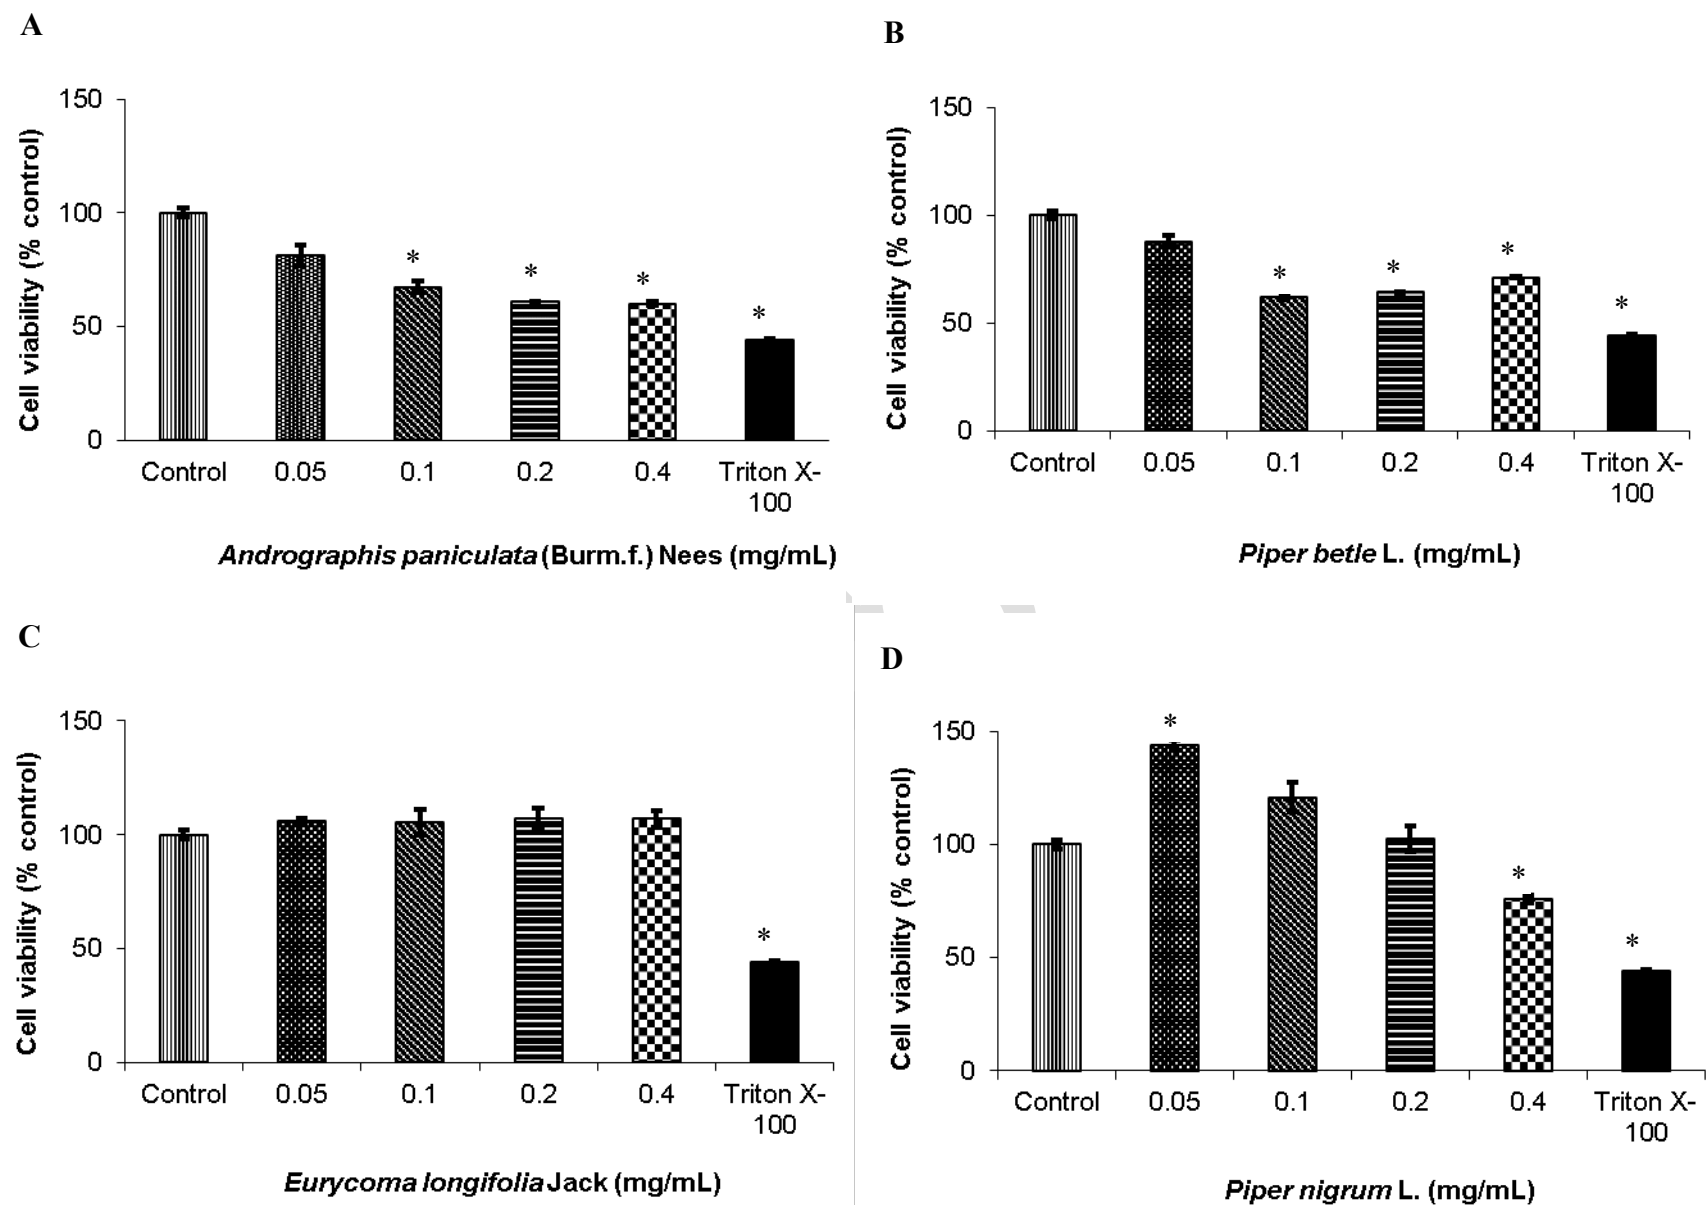 A
Cell viability (% control)
150
100
50
0
*
*
*
*
Control 0.05 0.1 0.2 0.4 Triton X-
100
Andrographis paniculata (Burm.f.) Nees (mg/mL)
B
Cell viability (% control)
150
100
50
0
*
*
*
*
Control 0.05 0.1 0.2 0.4 Triton X-
100
Piper betle L. (mg/mL)
C
Cell viability (% control)
150
100
50
0
*
Control 0.05 0.1 0.2 0.4 Triton X-
100
Eurycoma longifolia Jack (mg/mL)
D
Cell viability (% control)
150
100
50
0
*
*
*
Control 0.05 0.1 0.2 0.4 Triton X-
100
Piper nigrum L. (mg/mL)